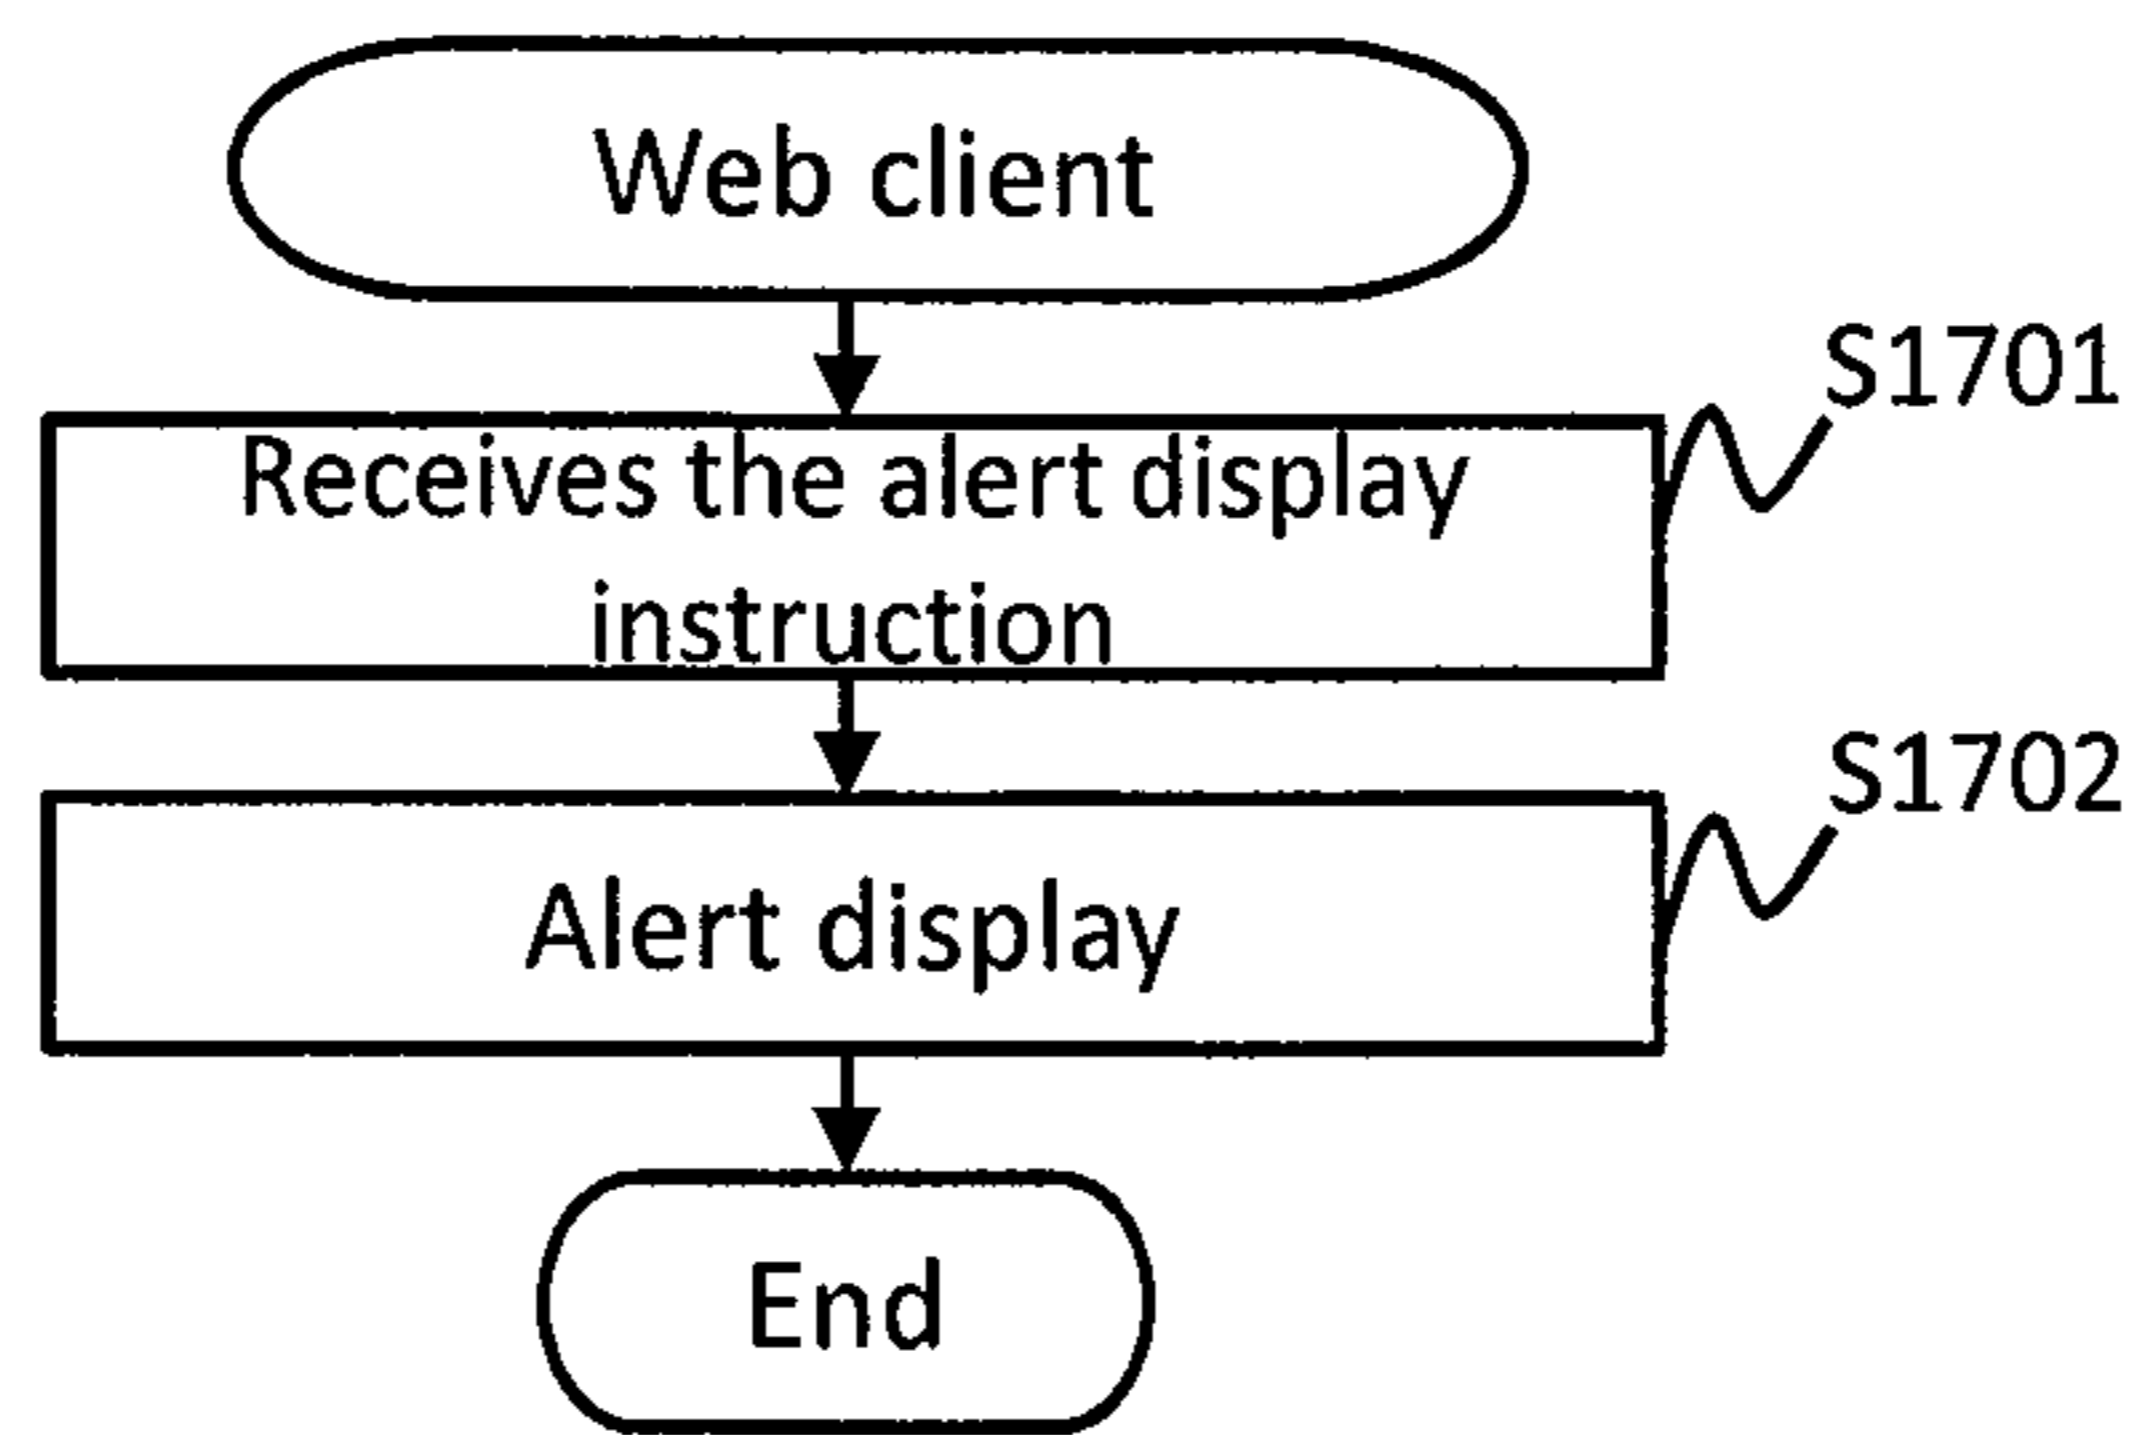 Web client
S1701
Receives the alert display
instruction
S1702
Alert display
End